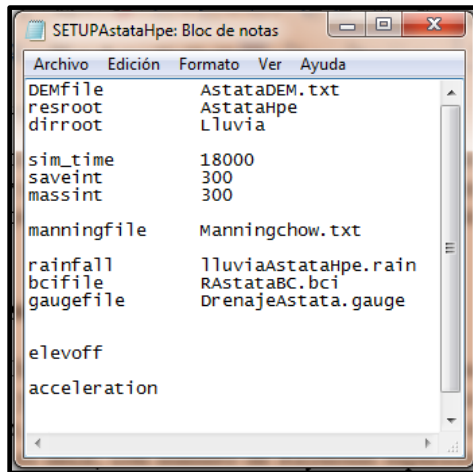 SETUPAstataHpe: Bloc de notas
Archivo Edición Formato Ver Ayuda
DEMfile AstataDEM.txt
resroot AstataHpe
dirroot Lluvia
sim_time 18000
saveint 300
massint 300
manningfile Manningchow.txt
rainfall lluviaAstataHpe.rain
bcifile RAstataBC.bci
gaugefile DrenajeAstata.gauge
elevoff
acceleration